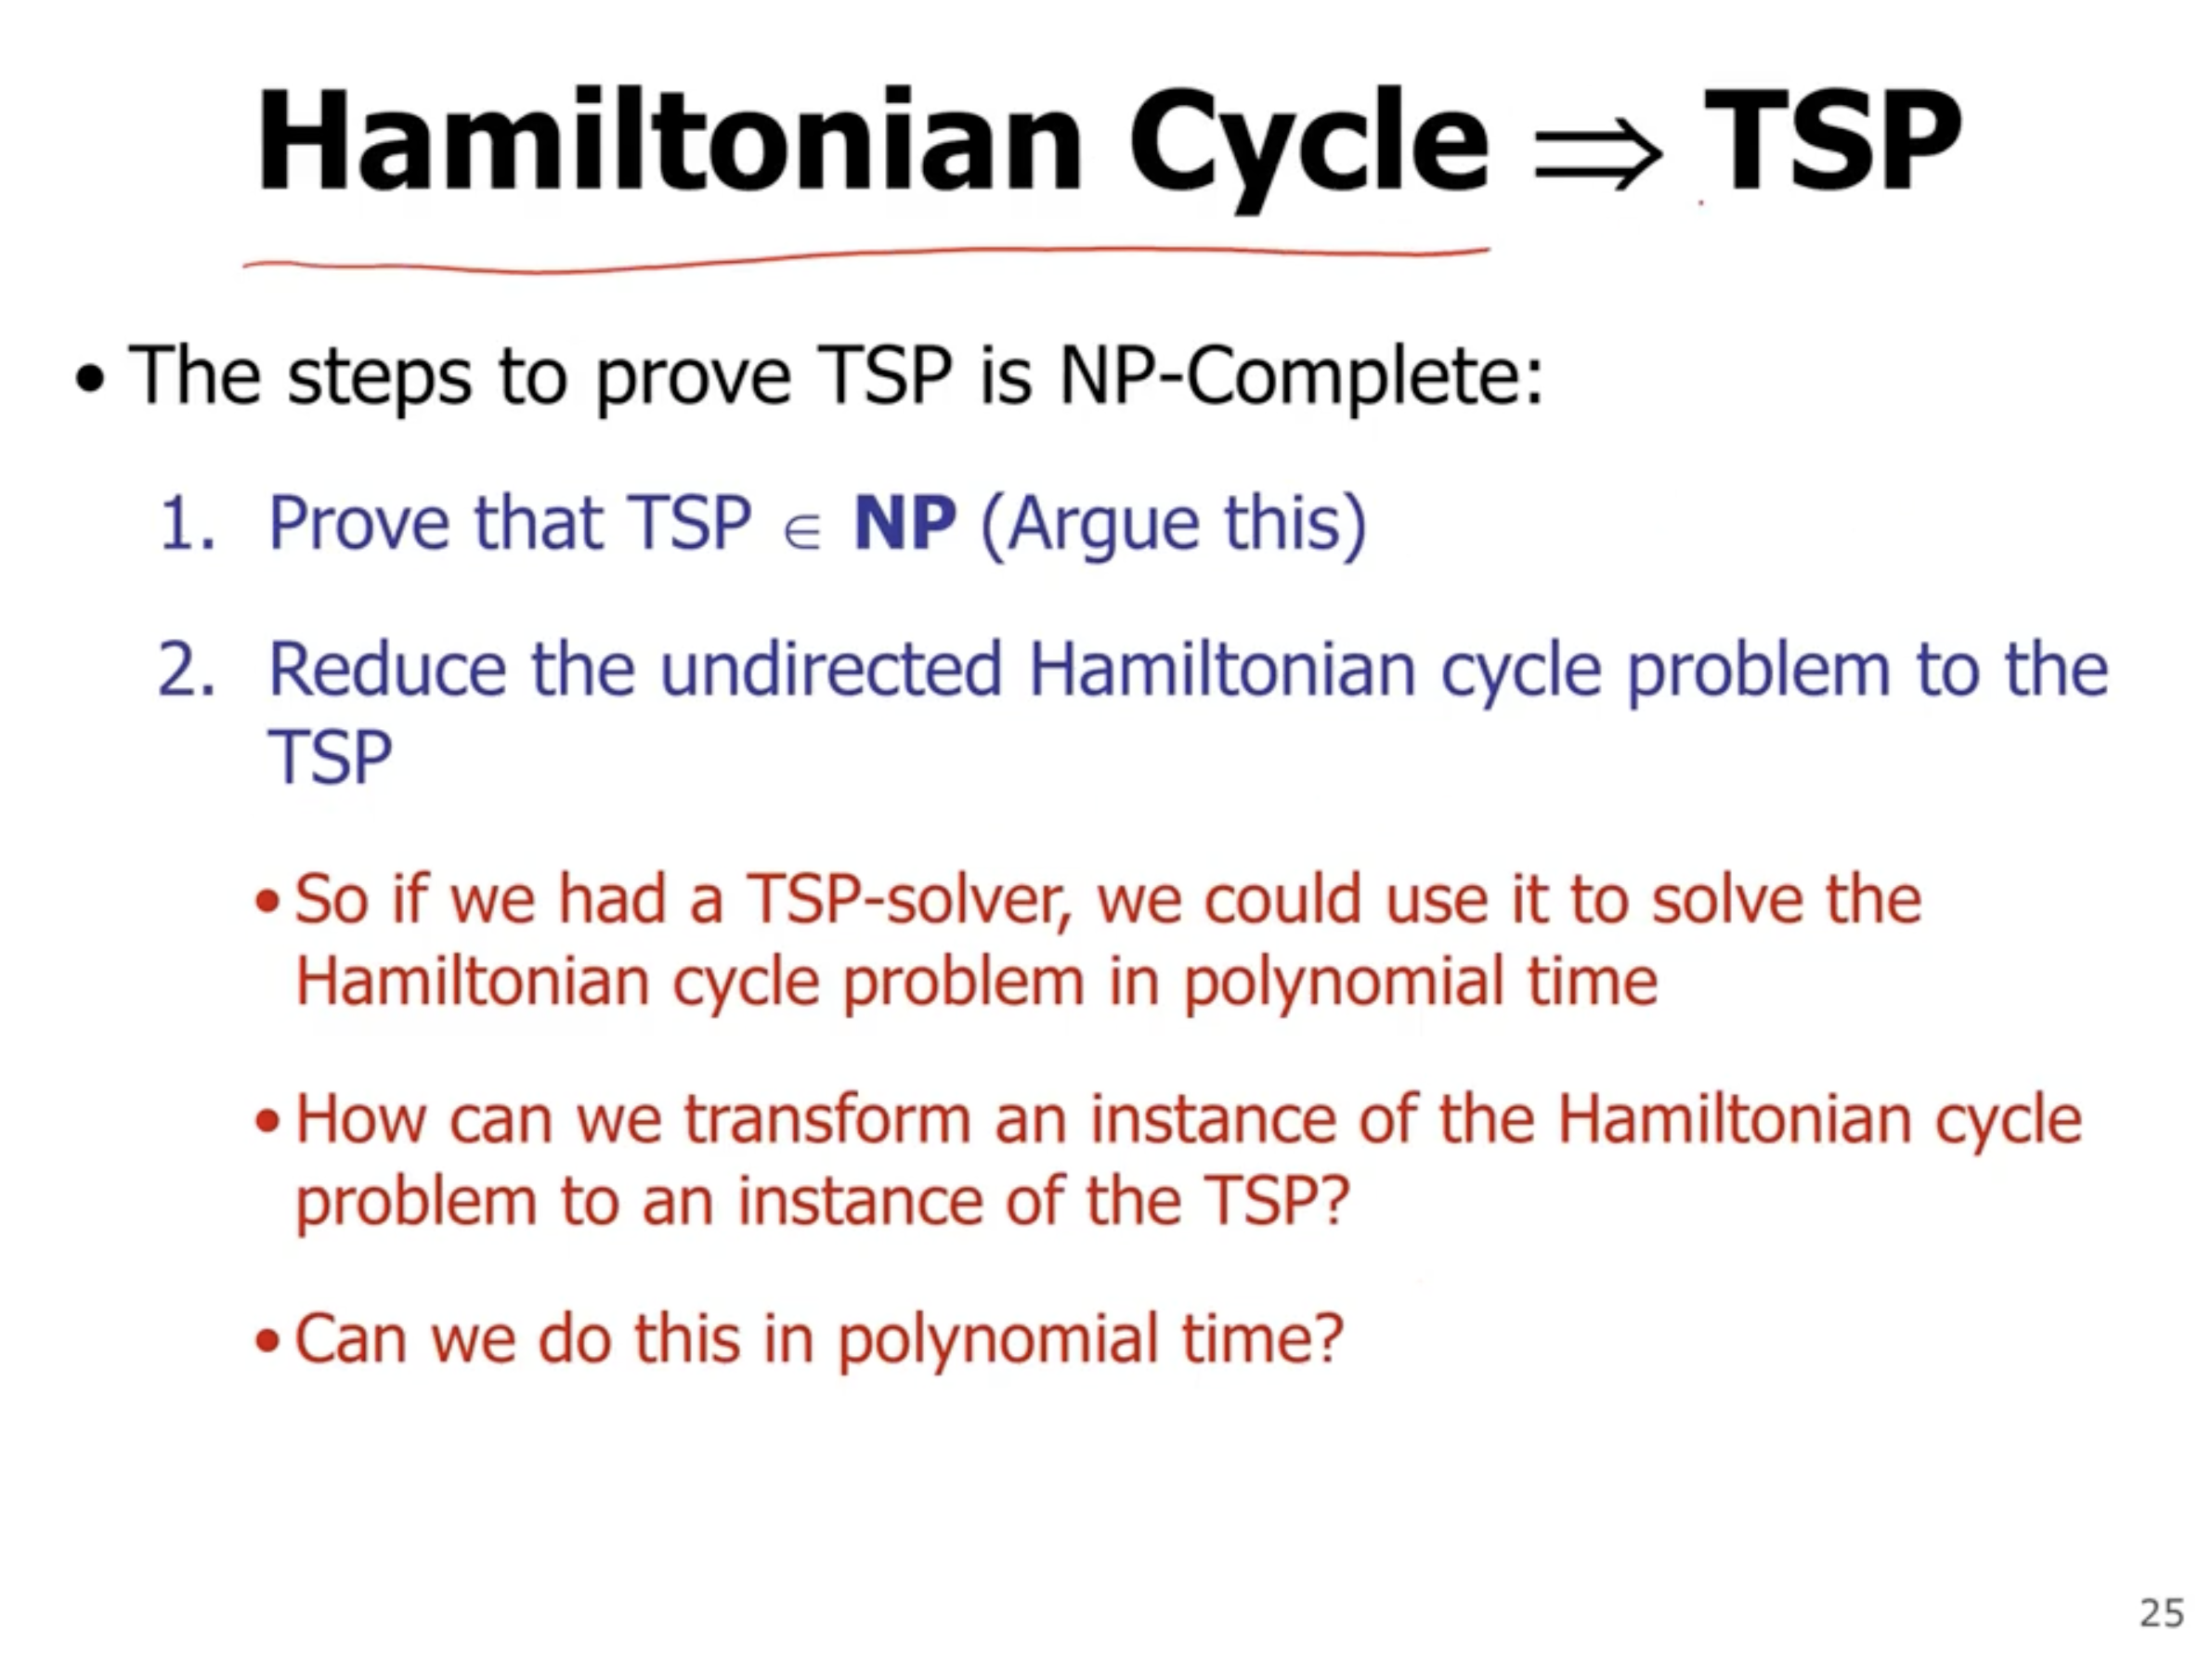 Hamiltonian Cycle ⇒ TSP
• The steps to prove TSP is NP-Complete:
1. Prove that TSP ∈ NP (Argue this)
2. Reduce the undirected Hamiltonian cycle problem to the
TSP
• So if we had a TSP-solver, we could use it to solve the
Hamiltonian cycle problem in polynomial time
• How can we transform an instance of the Hamiltonian cycle
problem to an instance of the TSP?
• Can we do this in polynomial time?
25